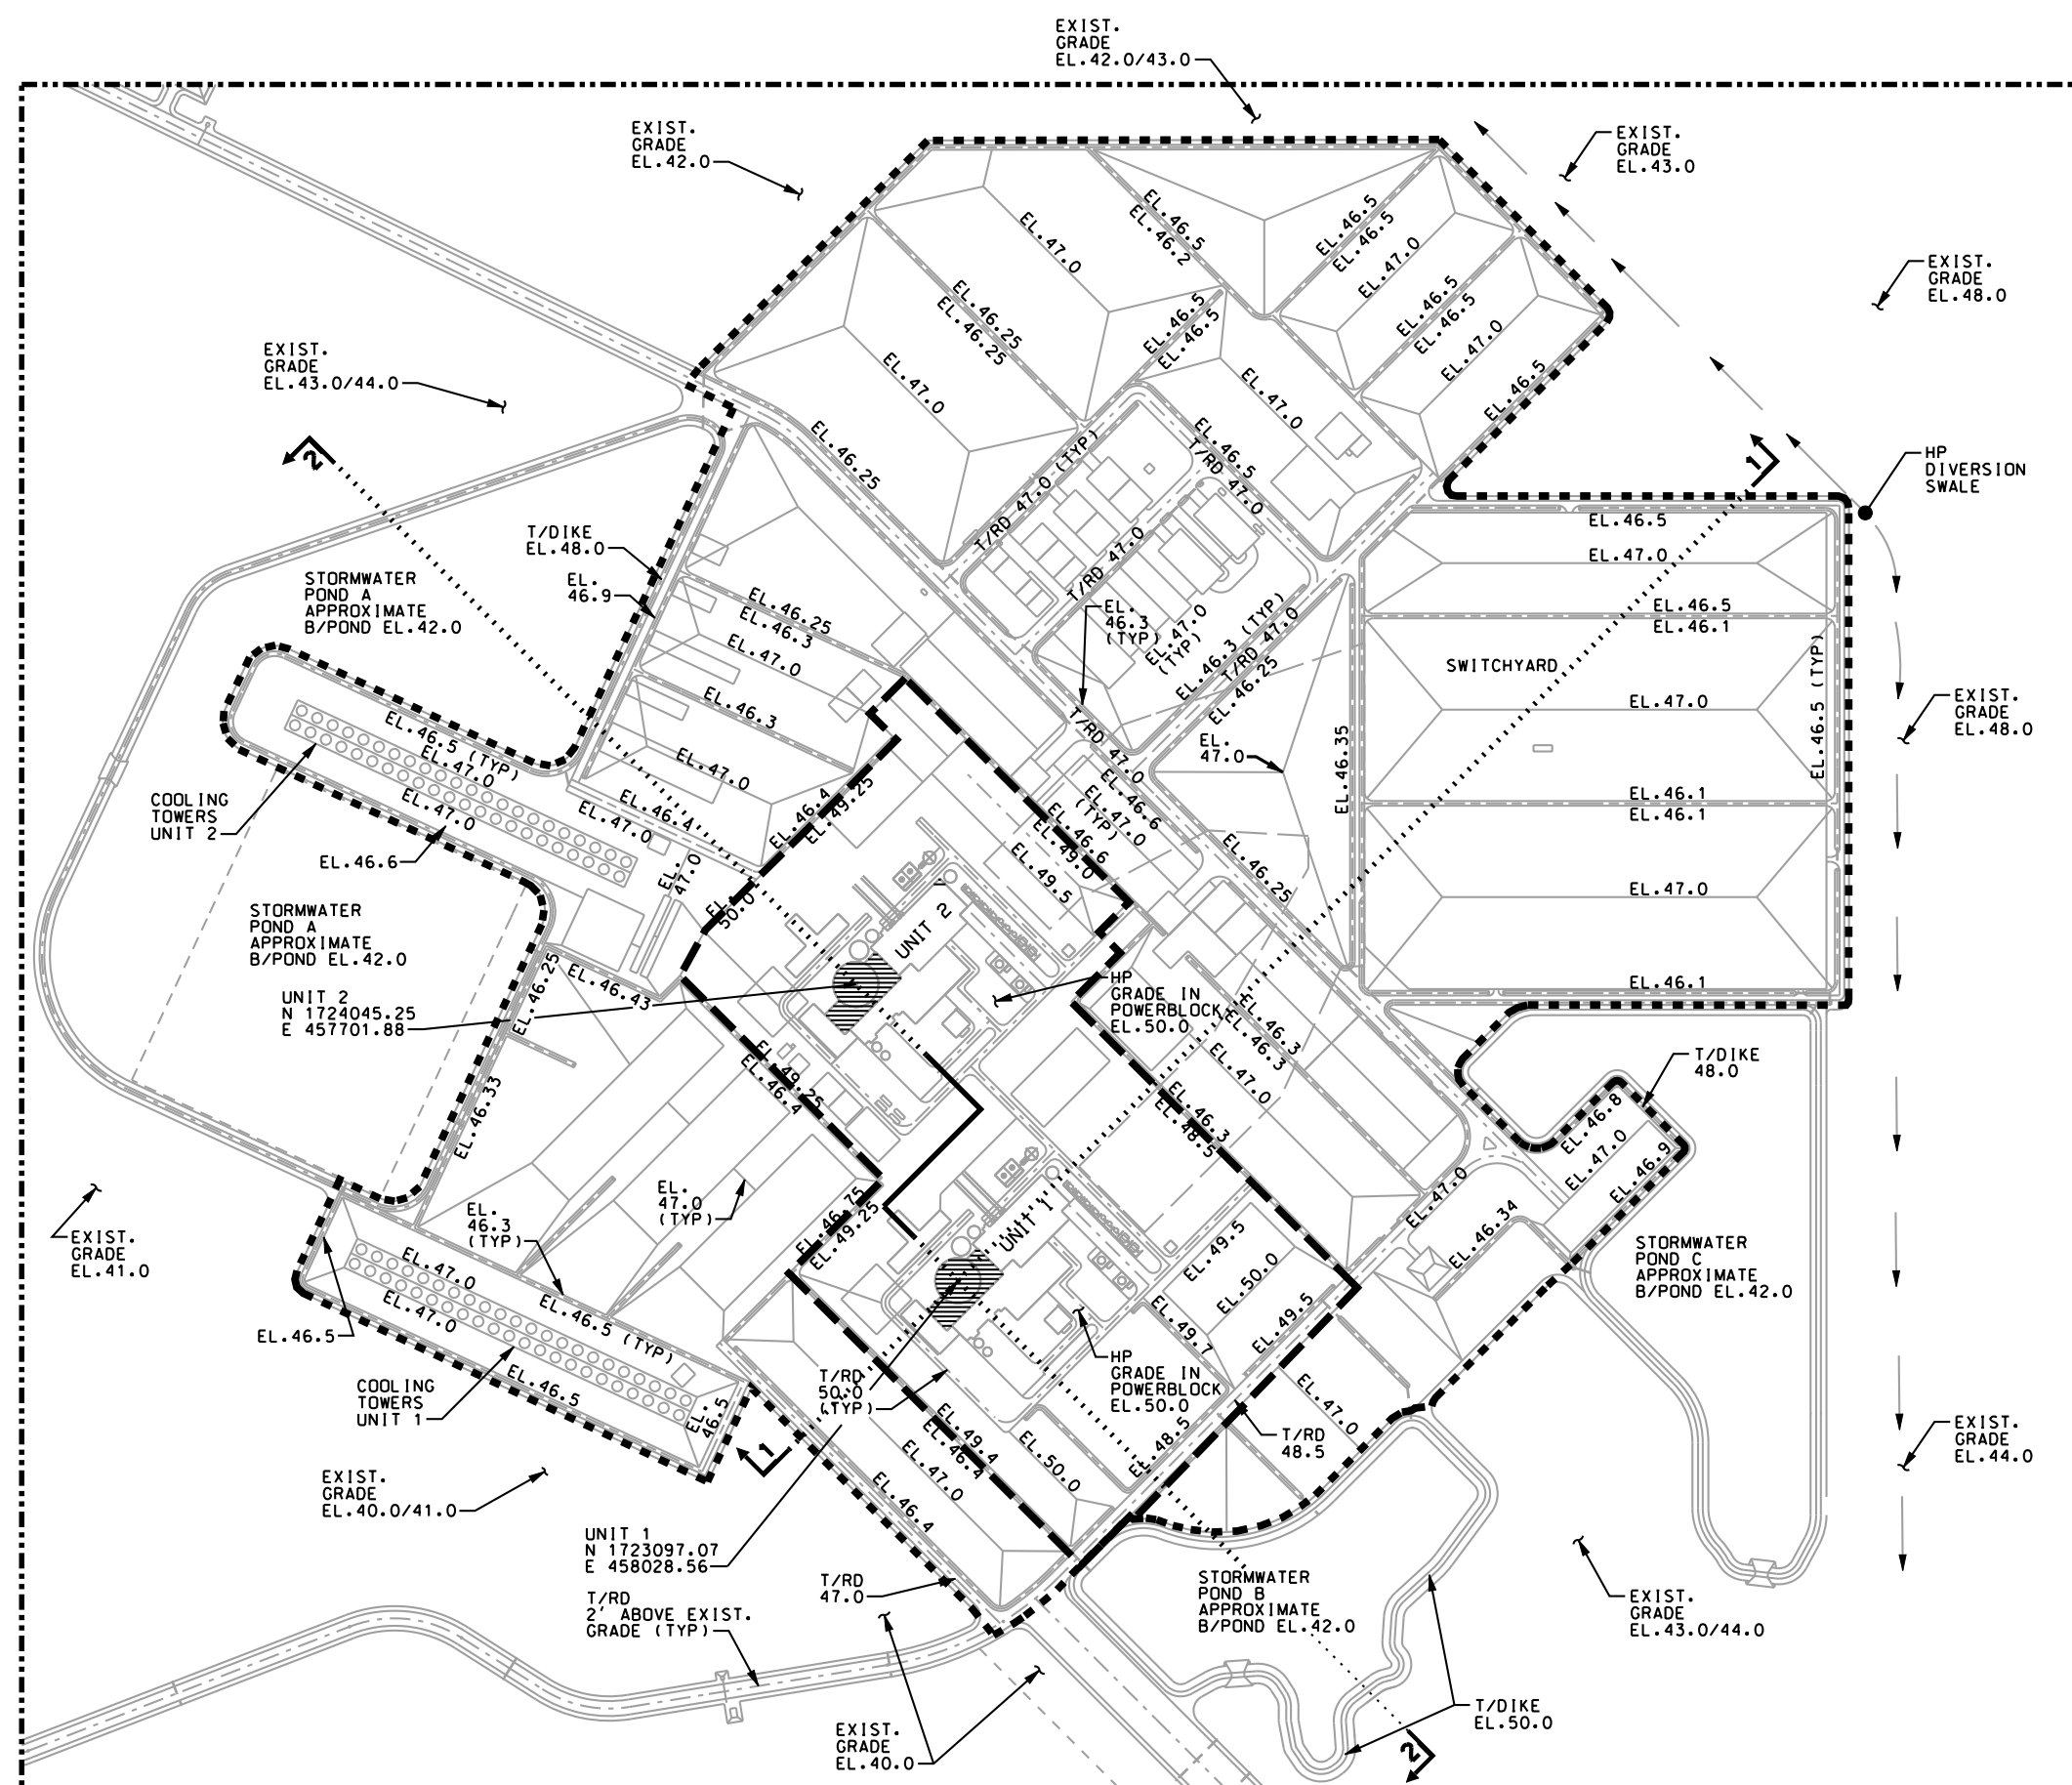 EXIST.
GRADE
EL.42.0/43.0
EXIST.
GRADE
EL.42.0
EXIST.
GRADE
EL.43.0
EXIST.
GRADE
EL.48.0
EXIST.
GRADE
EL.43.0/44.0
EL.46.5
EL.46.2
EL.47.0
EL.46.5
EL.46.5
EL.47.0
EL.46.5
EL.46.5
EL.47.0
EL.46.5
EL.46.25
EL.46.25
EL.47.0
EL.46.5
EL.46.5
EL.47.0
EL.46.25
EL.46.5
T/RD 47.0
T/RD 47.0 (TYP)
T/RD 47.0
HP
DIVERSION
SWALE
2
1
T/DIKE
EL.48.0
EL.
46.9
STORMWATER
POND A
APPROXIMATE
B/POND EL.42.0
EL.46.25
EL.46.3
EL.47.0
EL.46.3
EL.47.0
EL.
46.3
(TYP)
EL.47.0
(TYP)
EL.46.3 (TYP)
T/RD 47.0
EL.46.25
EL.46.5
EL.47.0
EL.46.5
EL.46.1
SWITCHYARD
EL.47.0
EL.46.5 (TYP)
EL.46.35
EL.46.1
EL.46.1
EL.47.0
EL.46.1
EXIST.
GRADE
EL.48.0
EL.
47.0
T/RD 47.0
EL.46.6
EL.47.0
(TYP)
EL.46.6
EL.49.0
EL.49.5
EL.46.25
EL.46.5 (TYP)
EL.47.0
EL.47.0
EL.47.0
EL.46.4
EL.46.4
EL.49.25
EL.
47.0
EL.
50.0
COOLING
TOWERS
UNIT 2
EL.46.6
STORMWATER
POND A
APPROXIMATE
B/POND EL.42.0
UNIT 2
N 1724045.25
E 457701.88
EL.46.25
EL.46.43
EL.46.33
UNIT 2
HP
GRADE IN
POWERBLOCK
EL.50.0
EL.46.3
EL.46.3
EL.47.0
EL.46.3
EL.48.5
EL.49.25
EL.46.4
T/DIKE
48.0
EL.46.8
EL.47.0
EL.46.9
EL.47.0
EL.46.34
STORMWATER
POND C
APPROXIMATE
B/POND EL.42.0
EXIST.
GRADE
EL.41.0
EL.
46.3
(TYP)
EL.
47.0
(TYP)
EL.46.75
EL.49.25
UNIT 1
EL.49.5
EL.50.0
EL.49.5
EL.49.7
EL.47.0
EL.47.0
EL.46.5
EL.46.5 (TYP)
EL.46.5
EL.
46.5
COOLING
TOWERS
UNIT 1
T/RD
50.0
(TYP)
HP
GRADE IN
POWERBLOCK
EL.50.0
T/RD
48.5
EL.47.0
EL.48.5
EL.50.0
EL.49.4
EL.46.4
EL.47.0
EL.46.4
1
EXIST.
GRADE
EL.40.0/41.0
EXIST.
GRADE
EL.44.0
UNIT 1
N 1723097.07
E 458028.56
T/RD
47.0
T/RD
2' ABOVE EXIST.
GRADE (TYP)
STORMWATER
POND B
APPROXIMATE
B/POND EL.42.0
EXIST.
GRADE
EL.43.0/44.0
EXIST.
GRADE
EL.40.0
T/DIKE
EL.50.0
2